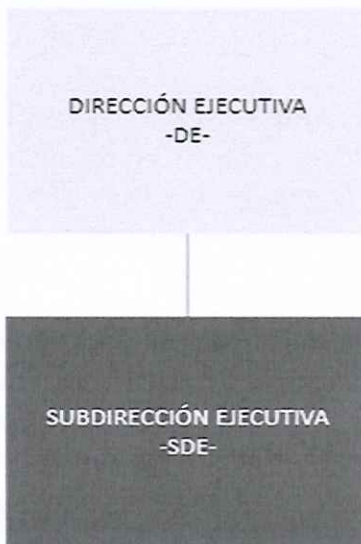 DIRECCIÓN EJECUTIVA
-DE-
SUBDIRECCIÓN EJECUTIVA
-SDE-